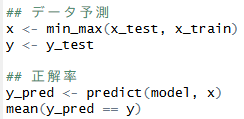 ## データ予測
x <- min_max(x_test, x_train)
y <- y_test
## 正解率
y_pred <- predict(model, x)
mean(y_pred == y)